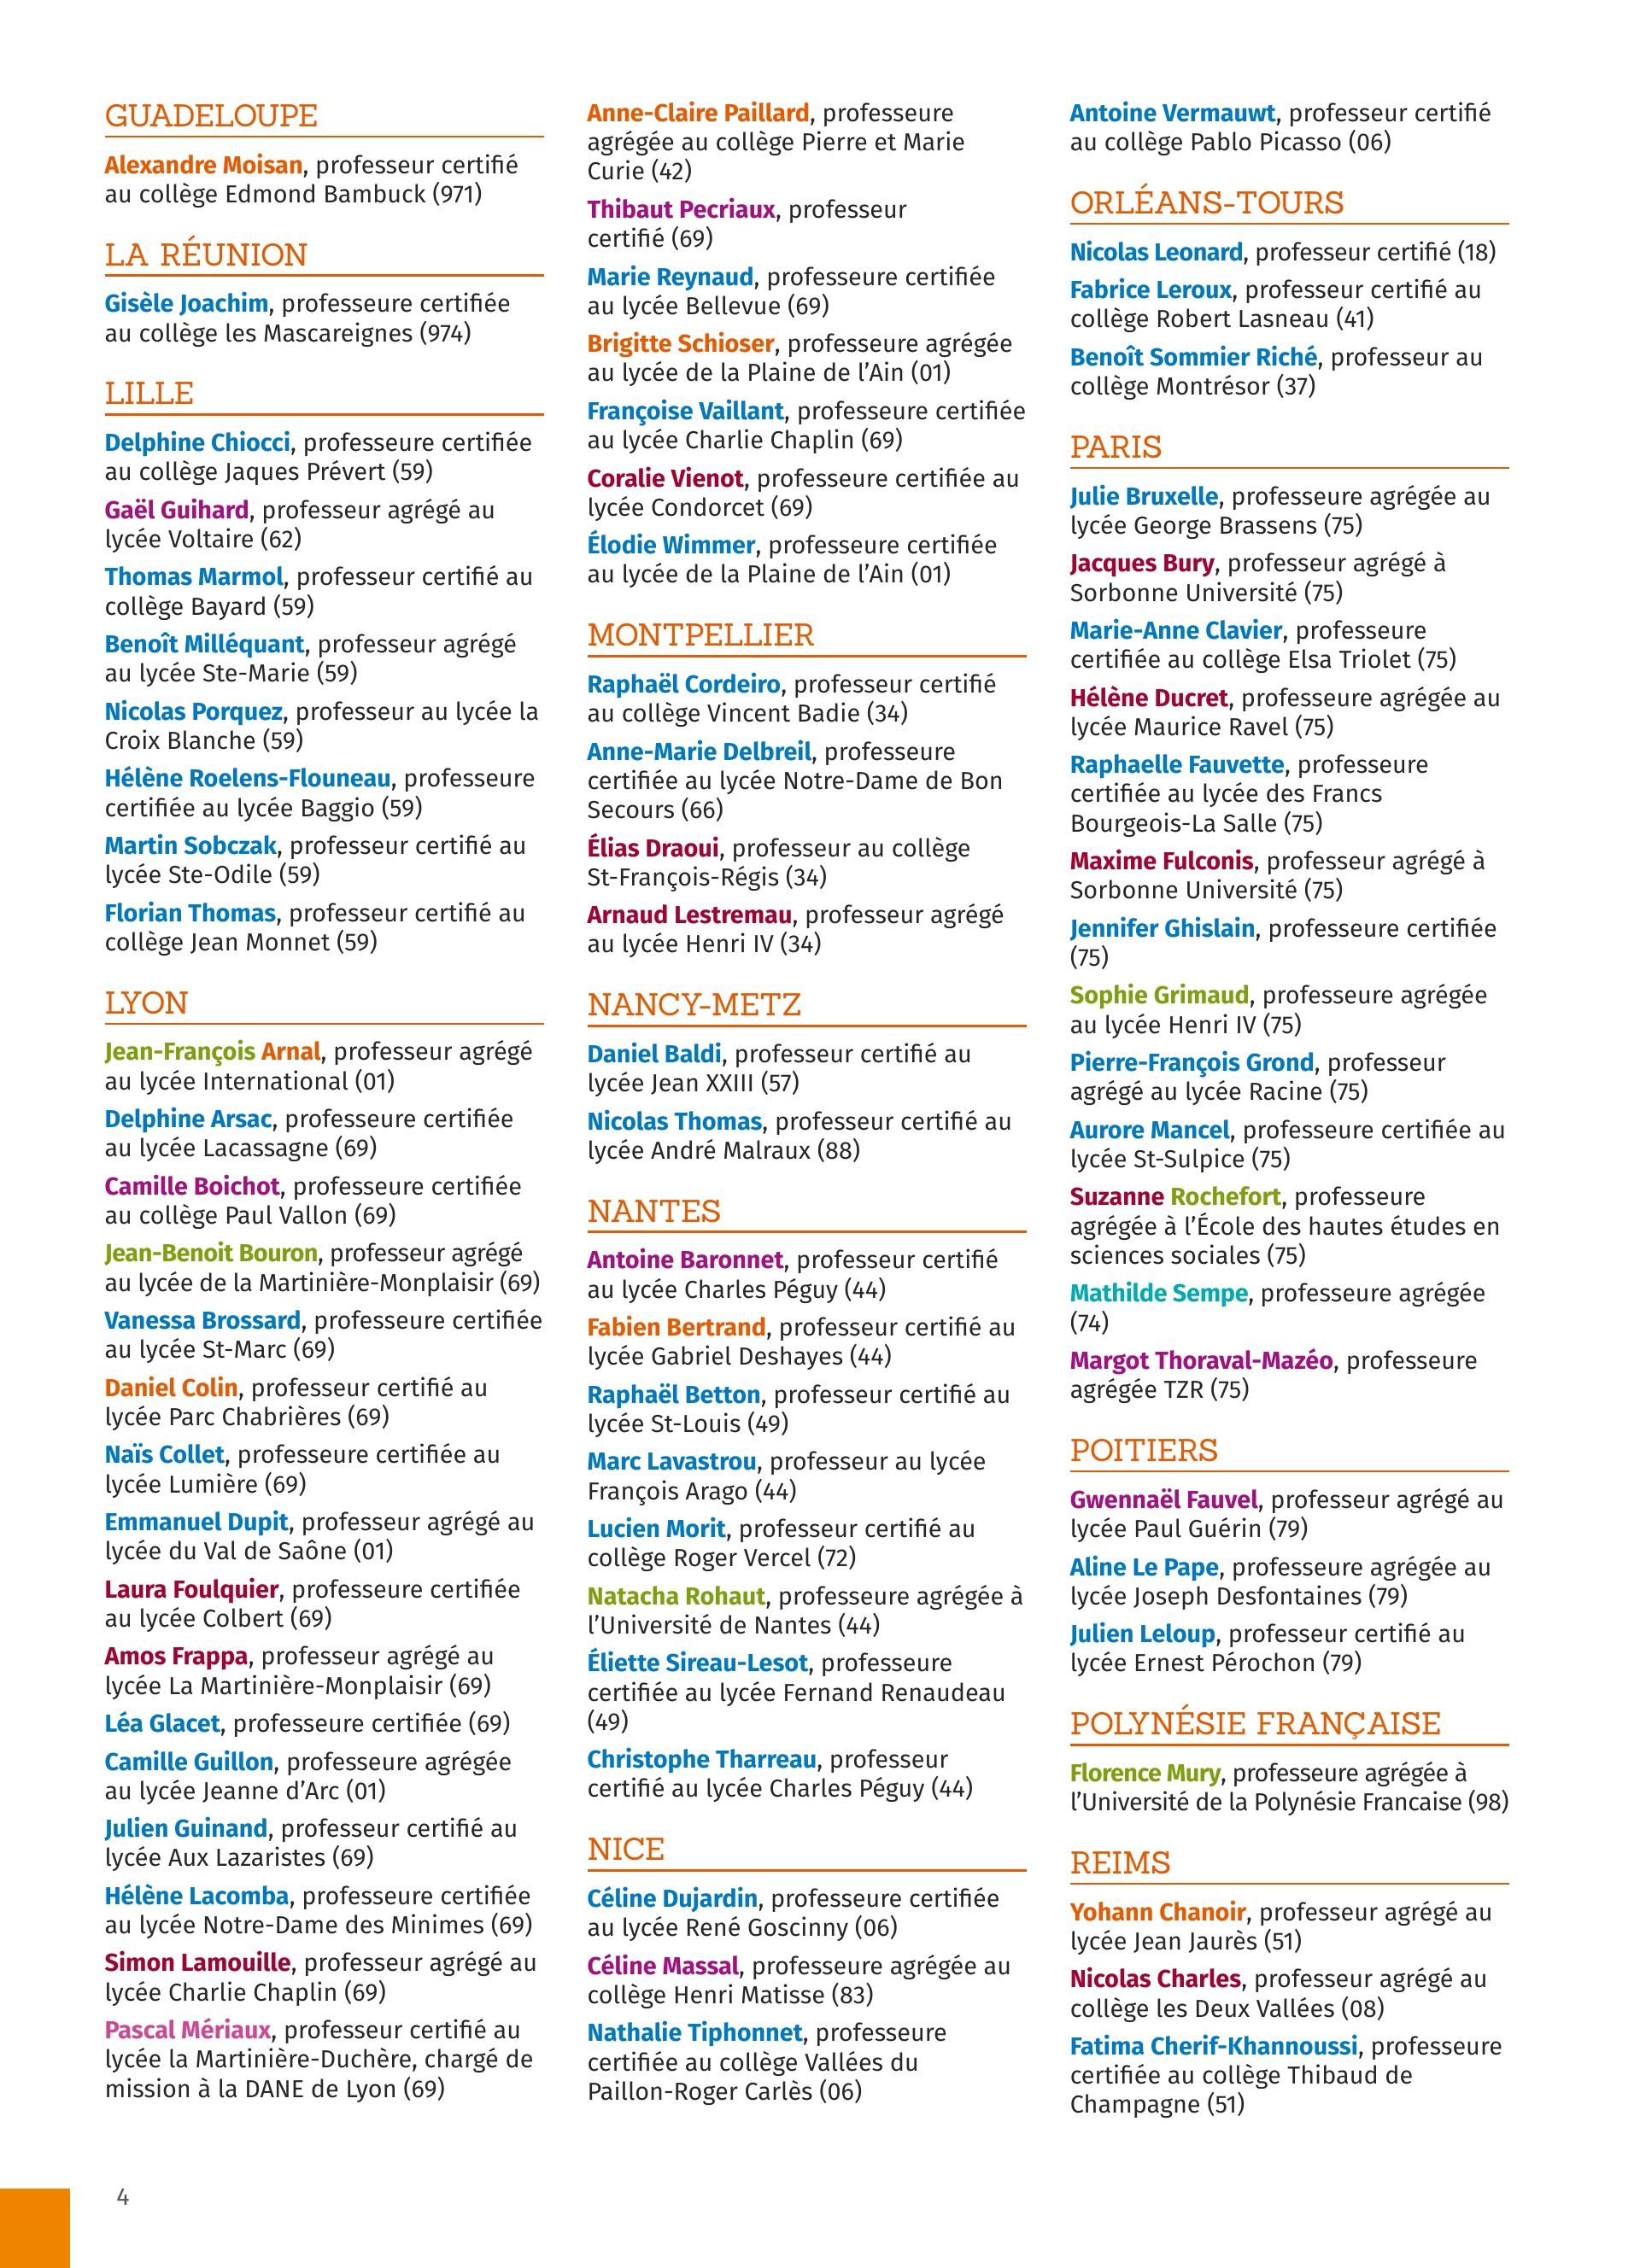 GUADELOUPE
Alexandre Moisan, professeur certifié
au collège Edmond Bambuck (971)
LA RÉUNION
Gisèle Joachim, professeure certifiée
au collège les Mascareignes (974)
LILLE
Delphine Chiocci, professeure certifiée
au collège Jaques Prévert (59)
Gaël Guihard, professeur agrégé au
lycée Voltaire (62)
Thomas Marmol, professeur certifié au
collège Bayard (59)
Benoît Milléquant, professeur agrégé
au lycée Ste-Marie (59)
Nicolas Porquez, professeur au lycée la
Croix Blanche (59)
Hélène Roelens-Flouneau, professeure
certifiée au lycée Baggio (59)
Martin Sobczak, professeur certifié au
lycée Ste-Odile (59)
Florian Thomas, professeur certifié au
collège Jean Monnet (59)
LYON
Jean-François Arnal, professeur agrégé
au lycée International (01)
Delphine Arsac, professeure certifiée
au lycée Lacassagne (69)
Camille Boichot, professeure certifiée
au collège Paul Vallon (69)
Jean-Benoit Bouron, professeur agrégé
au lycée de la Martinière-Monplaisir (69)
Vanessa Brossard, professeure certifiée
au lycée St-Marc (69)
Daniel Colin, professeur certifié au
lycée Parc Chabrières (69)
Naïs Collet, professeure certifiée au
lycée Lumière (69)
Emmanuel Dupit, professeur agrégé au
lycée du Val de Saône (01)
Laura Foulquier, professeure certifiée
au lycée Colbert (69)
Amos Frappa, professeur agrégé au
lycée La Martinière-Monplaisir (69)
Léa Glacet, professeure certifiée (69)
Camille Guillon, professeure agrégée
au lycée Jeanne d’Arc (01)
Julien Guinand, professeur certifié au
lycée Aux Lazaristes (69)
Hélène Lacomba, professeure certifiée
au lycée Notre-Dame des Minimes (69)
Simon Lamouille, professeur agrégé au
lycée Charlie Chaplin (69)
Pascal Mériaux, professeur certifié au
lycée la Martinière-Duchère, chargé de
mission à la DANE de Lyon (69)
Anne-Claire Paillard, professeure
agrégée au collège Pierre et Marie
Curie (42)
Thibaut Pecriaux, professeur
certifié (69)
Marie Reynaud, professeure certifiée
au lycée Bellevue (69)
Brigitte Schioser, professeure agrégée
au lycée de la Plaine de l’Ain (01)
Françoise Vaillant, professeure certifiée
au lycée Charlie Chaplin (69)
Coralie Vienot, professeure certifiée au
lycée Condorcet (69)
Élodie Wimmer, professeure certifiée
au lycée de la Plaine de l’Ain (01)
MONTPELLIER
Raphaël Cordeiro, professeur certifié
au collège Vincent Badie (34)
Anne-Marie Delbreil, professeure
certifiée au lycée Notre-Dame de Bon
Secours (66)
Élias Draoui, professeur au collège
St-François-Régis (34)
Arnaud Lestremau, professeur agrégé
au lycée Henri IV (34)
NANCY-METZ
Daniel Baldi, professeur certifié au
lycée Jean XXIII (57)
Nicolas Thomas, professeur certifié au
lycée André Malraux (88)
NANTES
Antoine Baronnet, professeur certifié
au lycée Charles Péguy (44)
Fabien Bertrand, professeur certifié au
lycée Gabriel Deshayes (44)
Raphaël Betton, professeur certifié au
lycée St-Louis (49)
Marc Lavastrou, professeur au lycée
François Arago (44)
Lucien Morit, professeur certifié au
collège Roger Vercel (72)
Natacha Rohaut, professeure agrégée à
l’Université de Nantes (44)
Éliette Sireau-Lesot, professeure
certifiée au lycée Fernand Renaudeau
(49)
Christophe Tharreau, professeur
certifié au lycée Charles Péguy (44)
NICE
Céline Dujardin, professeure certifiée
au lycée René Goscinny (06)
Céline Massal, professeure agrégée au
collège Henri Matisse (83)
Nathalie Tiphonnet, professeure
certifiée au collège Vallées du
Paillon-Roger Carlès (06)
Antoine Vermauwt, professeur certifié
au collège Pablo Picasso (06)
ORLÉANS-TOURS
Nicolas Leonard, professeur certifié (18)
Fabrice Leroux, professeur certifié au
collège Robert Lasneau (41)
Benoît Sommier Riché, professeur au
collège Montrésor (37)
PARIS
Julie Bruxelle, professeure agrégée au
lycée George Brassens (75)
Jacques Bury, professeur agrégé à
Sorbonne Université (75)
Marie-Anne Clavier, professeure
certifiée au collège Elsa Triolet (75)
Hélène Ducret, professeure agrégée au
lycée Maurice Ravel (75)
Raphaelle Fauvette, professeure
certifiée au lycée des Francs
Bourgeois-La Salle (75)
Maxime Fulconis, professeur agrégé à
Sorbonne Université (75)
Jennifer Ghislain, professeure certifiée
(75)
Sophie Grimaud, professeure agrégée
au lycée Henri IV (75)
Pierre-François Grond, professeur
agrégé au lycée Racine (75)
Aurore Mancel, professeure certifiée au
lycée St-Sulpice (75)
Suzanne Rochefort, professeure
agrégée à l’École des hautes études en
sciences sociales (75)
Mathilde Sempe, professeure agrégée
(74)
Margot Thoraval-Mazéo, professeure
agrégée TZR (75)
POITIERS
Gwennaël Fauvel, professeur agrégé au
lycée Paul Guérin (79)
Aline Le Pape, professeure agrégée au
lycée Joseph Desfontaines (79)
Julien Leloup, professeur certifié au
lycée Ernest Pérochon (79)
POLYNÉSIE FRANÇAISE
Florence Mury, professeure agrégée à
l’Université de la Polynésie Francaise (98)
REIMS
Yohann Chanoir, professeur agrégé au
lycée Jean Jaurès (51)
Nicolas Charles, professeur agrégé au
collège les Deux Vallées (08)
Fatima Cherif-Khannoussi, professeure
certifiée au collège Thibaud de
Champagne (51)
4